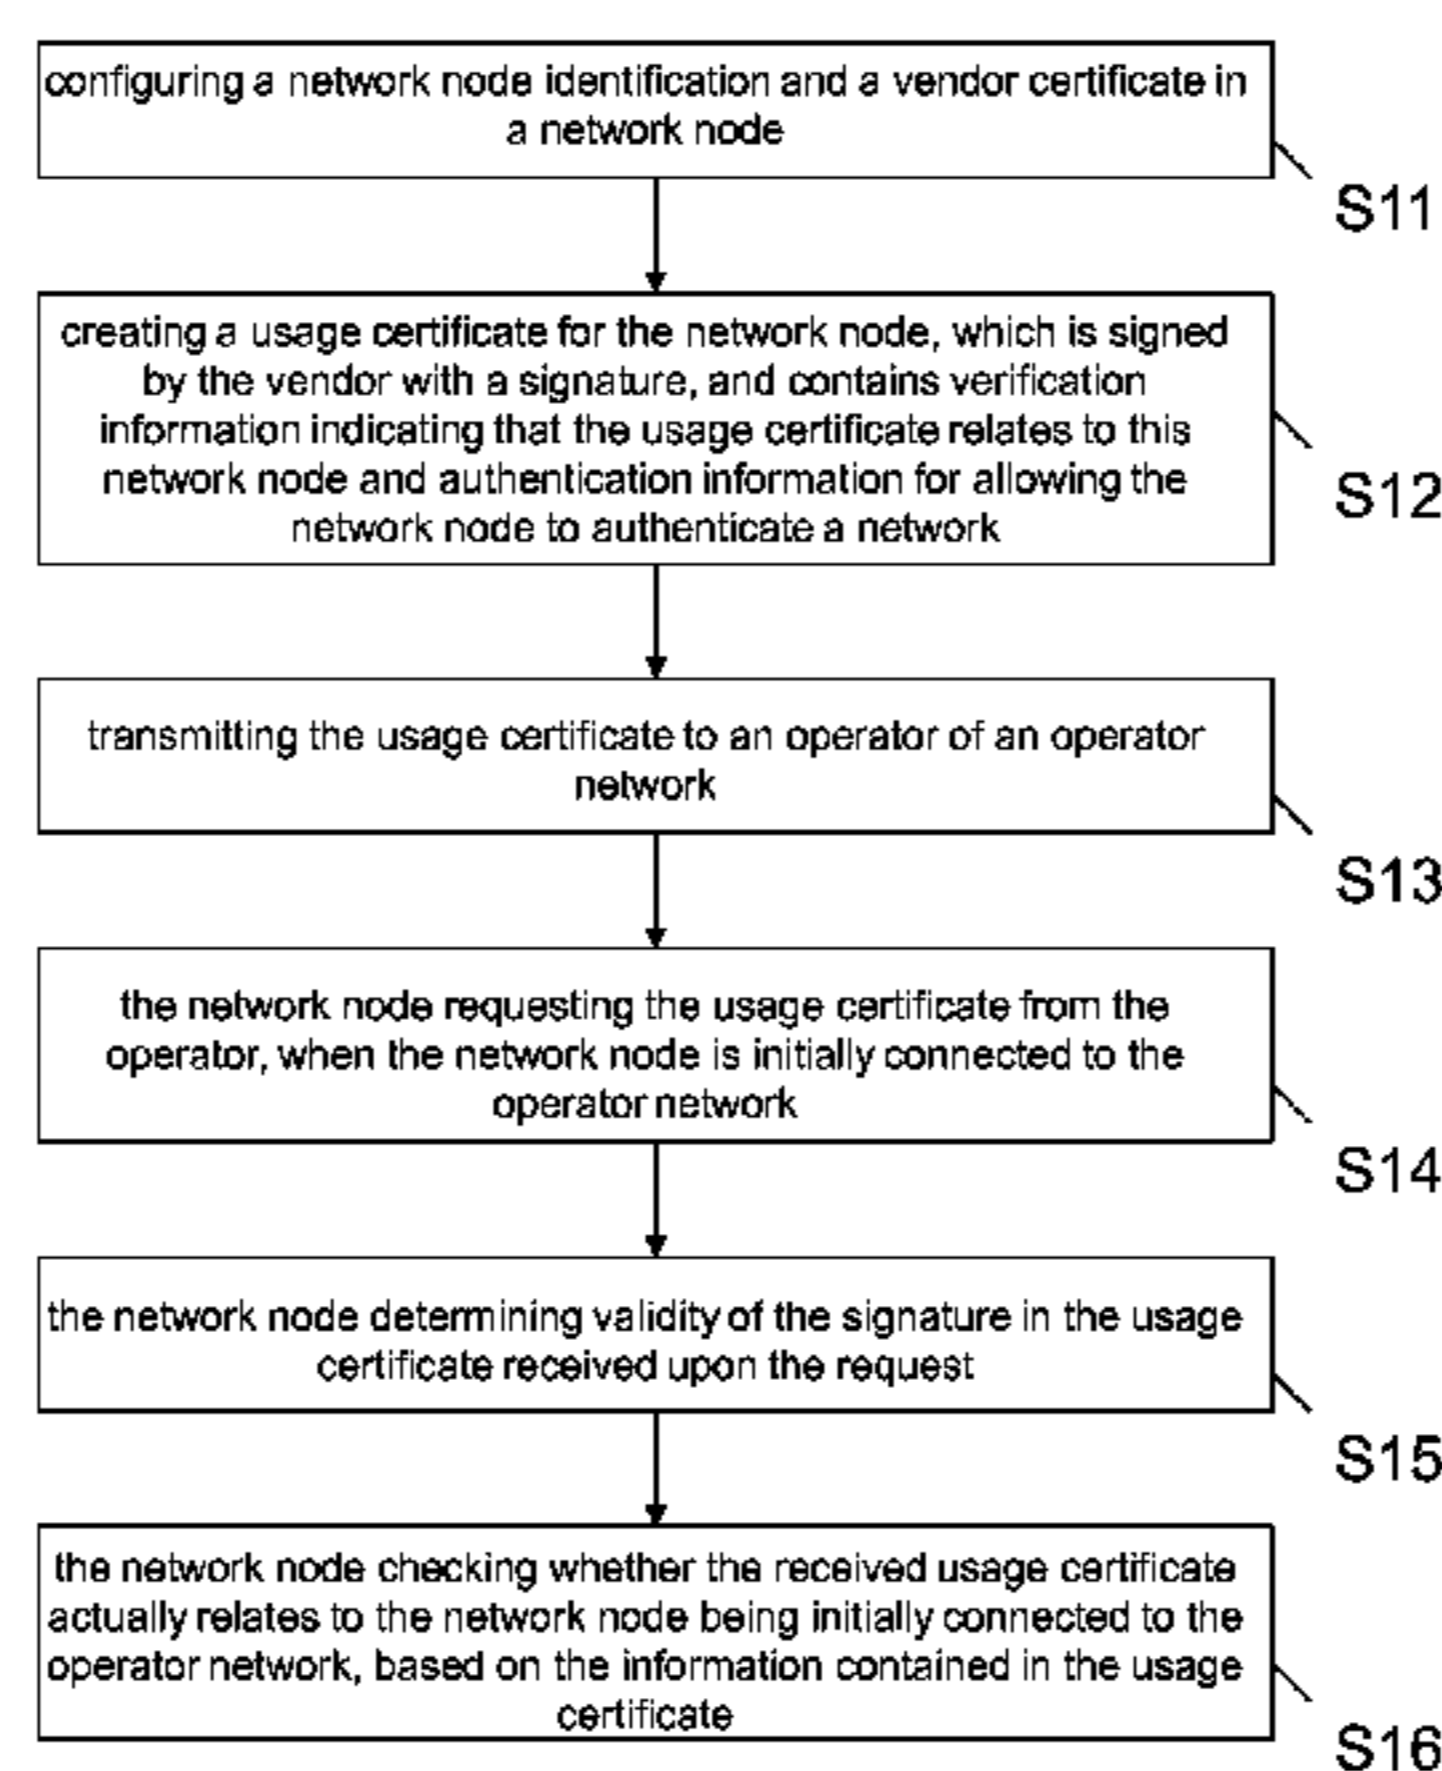 configuring a network node identification and a vendor certificate in
a network node
S11
creating a usage certificate for the network node, which is signed
by the vendor with a signature, and contains verification
information indicating that the usage certificate relates to this
network node and authentication information for allowing the
network node to authenticate a network
S12
transmitting the usage certificate to an operator of an operator
network
S13
the network node requesting the usage certificate from the
operator, when the network node is initially connected to the
operator network
S14
the network node determining validity of the signature in the usage
certificate received upon the request
S15
the network node checking whether the received usage certificate
actually relates to the network node being initially connected to the
operator network, based on the information contained in the usage
certificate
S16